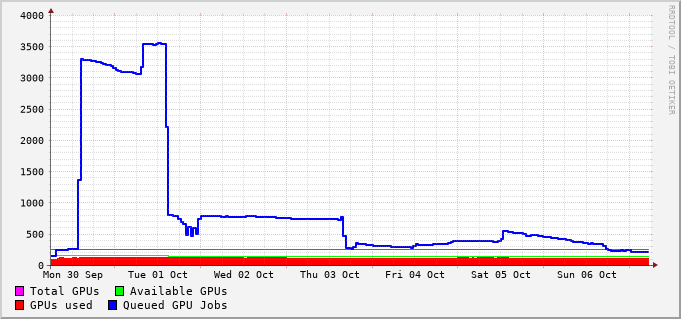 4000
3500
3000
2500
2000
1500
1000
500
0
Mon 30 Sep Tue 01 Oct Wed 02 Oct Thu 03 Oct Fri 04 Oct Sat 05 Oct Sun 06 Oct
Total GPUs Available GPUs
GPUs used Queued GPU Jobs
RRDTOOL / TOBI OETIKER